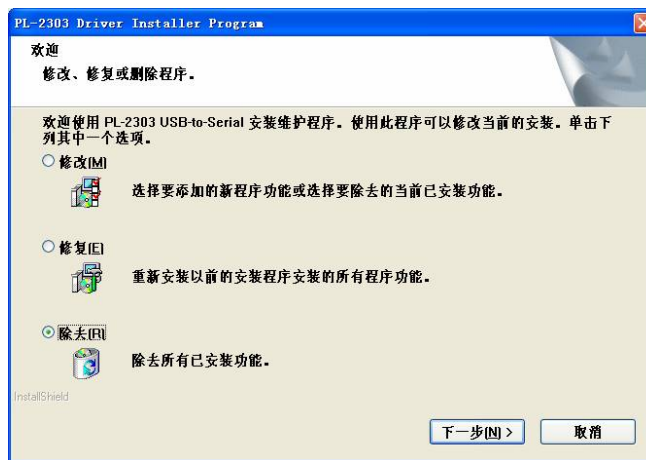 PL-2303 Driver Installer Program
欢迎
修改、修复或删除程序。
欢迎使用 PL-2303 USB-to-Serial 安装维护程序。使用此程序可以修改当前的安装。单击下
列其中一个选项。
修改(M)
选择要添加的新程序功能或选择要除去的当前已安装功能。
修复(E)
重新安装以前的安装程序安装的所有程序功能。
除去(R)
除去所有已安装功能。
InstallShield
下一步(N) > 取消